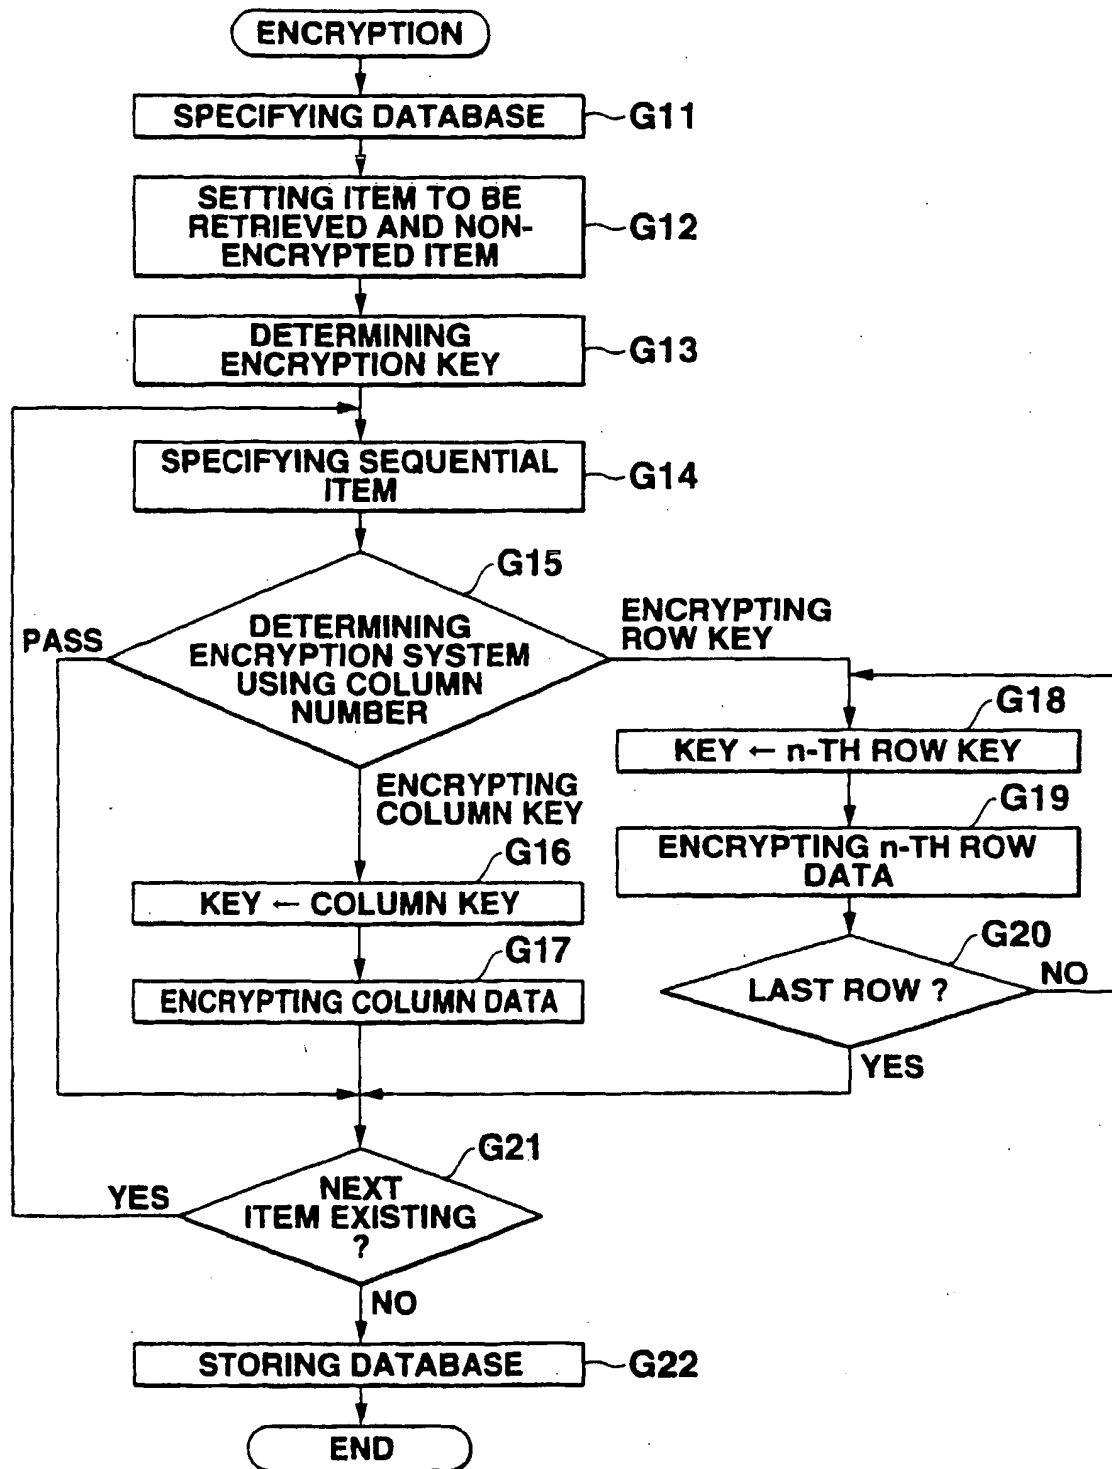 ENCRYPTION
SPECIFYING DATABASE
G11
SETTING ITEM TO BE
RETRIEVED AND NON-
ENCRYPTED ITEM
G12
DETERMINING
ENCRYPTION KEY
G13
SPECIFYING SEQUENTIAL
ITEM
G14
G15
DETERMINING
ENCRYPTION SYSTEM
USING COLUMN
NUMBER
PASS
ENCRYPTING
ROW KEY
ENCRYPTING
COLUMN KEY
G16
KEY ← COLUMN KEY
G17
ENCRYPTING COLUMN DATA
G18
KEY ← n-TH ROW KEY
G19
ENCRYPTING n-TH ROW
DATA
G20
LAST ROW ?
NO
YES
G21
NEXT
ITEM EXISTING
?
YES
NO
STORING DATABASE
G22
END